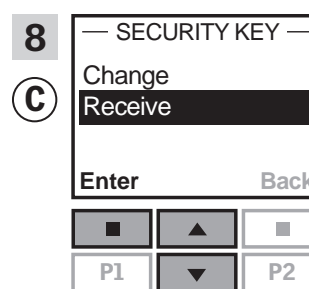 8
— SECURITY KEY —
C
Change
Receive
Enter Back
P1 P2